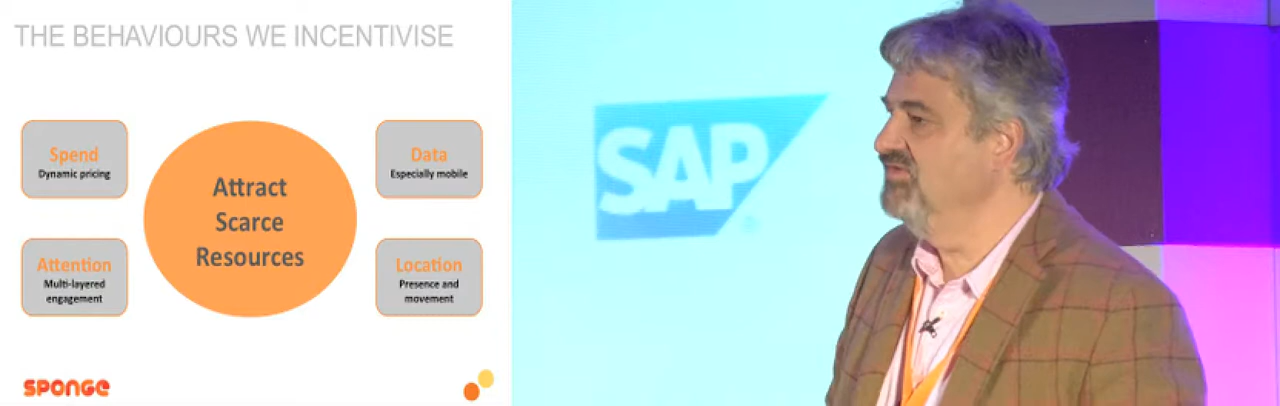 THE BEHAVIOURS WE INCENTIVISE
Spend
Dynamic pricing
Data
Especially mobile
Attract
Scarce
Resources
Attention
Multi-layered
engagement
Location
Presence and
movement
SPONGE
SAP